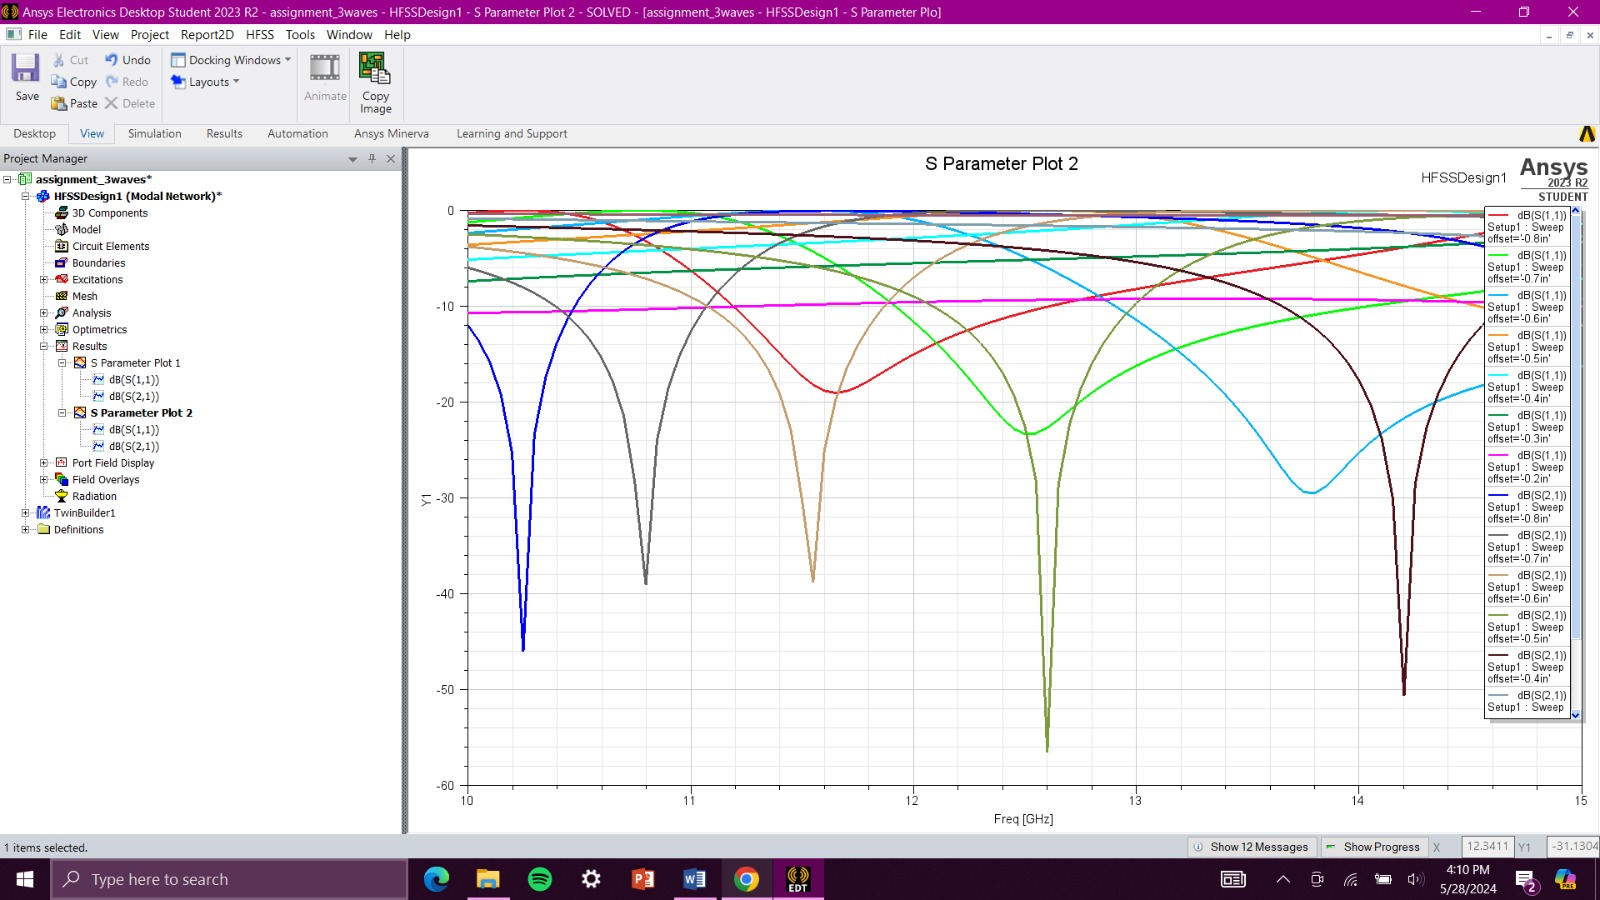 Ansys Electronics Desktop Student 2023 R2 - assignment_3waves - HFSSDesign1 - S Parameter Plot 2 - SOLVED - [assignment_3waves - HFSSDesign1 - S Parameter Plo]
File Edit View Project Report2D HFSS Tools Window Help
Save
Cut
Copy
Paste
Undo
Redo
Delete
Docking Windows
Layouts
Animate
Copy
Image
Desktop View Simulation Results Automation Ansys Minerva Learning and Support
Project Manager
assignment_3waves*
HFSSDesign1 (Modal Network)*
3D Components
Model
Circuit Elements
Boundaries
Excitations
Mesh
Analysis
Optimetrics
Results
S Parameter Plot 1
dB(S(1,1))
dB(S(2,1))
S Parameter Plot 2
dB(S(1,1))
dB(S(2,1))
Port Field Display
Field Overlays
Radiation
TwinBuilder1
Definitions
S Parameter Plot 2
HFSSDesign1
Ansys
2023 R2
STUDENT
0
-10
-20
-30
-40
-50
-60
Y1
10 11 12 13 14 15
Freq [GHz]
dB(S(1,1))
Setup1 : Sweep
offset='-0.8in'
dB(S(1,1))
Setup1 : Sweep
offset='-0.7in'
dB(S(1,1))
Setup1 : Sweep
offset='-0.6in'
dB(S(1,1))
Setup1 : Sweep
offset='-0.5in'
dB(S(1,1))
Setup1 : Sweep
offset='-0.4in'
dB(S(1,1))
Setup1 : Sweep
offset='-0.3in'
dB(S(1,1))
Setup1 : Sweep
offset='-0.2in'
dB(S(2,1))
Setup1 : Sweep
offset='-0.8in'
dB(S(2,1))
Setup1 : Sweep
offset='-0.7in'
dB(S(2,1))
Setup1 : Sweep
offset='-0.6in'
dB(S(2,1))
Setup1 : Sweep
offset='-0.5in'
dB(S(2,1))
Setup1 : Sweep
offset='-0.4in'
dB(S(2,1))
Setup1 : Sweep
1 items selected.
Show 12 Messages
Show Progress
X 12.3411 Y1 -31.1304
Type here to search
EDT
4:10 PM
5/28/2024
2
PRE